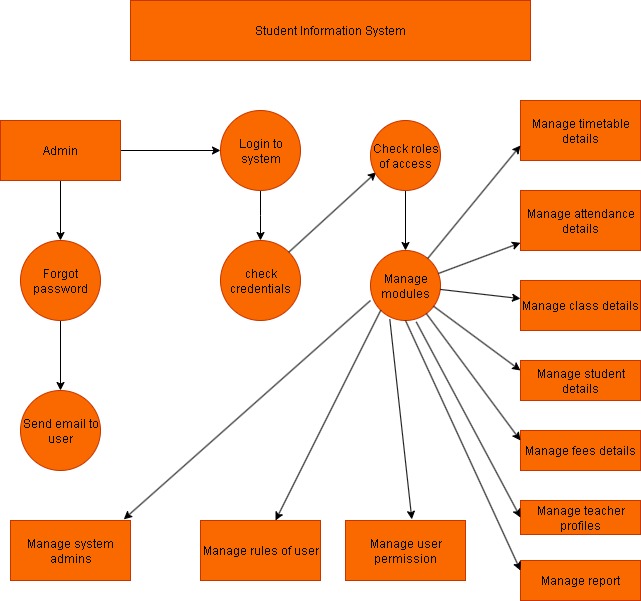 Student Information System
Admin
Login to
system
Check roles
of access
Manage timetable
details
Manage attendance
details
Forgot
password
check
credentials
Manage
modules
Manage class details
Manage student
details
Send email to
user
Manage fees details
Manage teacher
profiles
Manage system
admins
Manage rules of user
Manage user
permission
Manage report